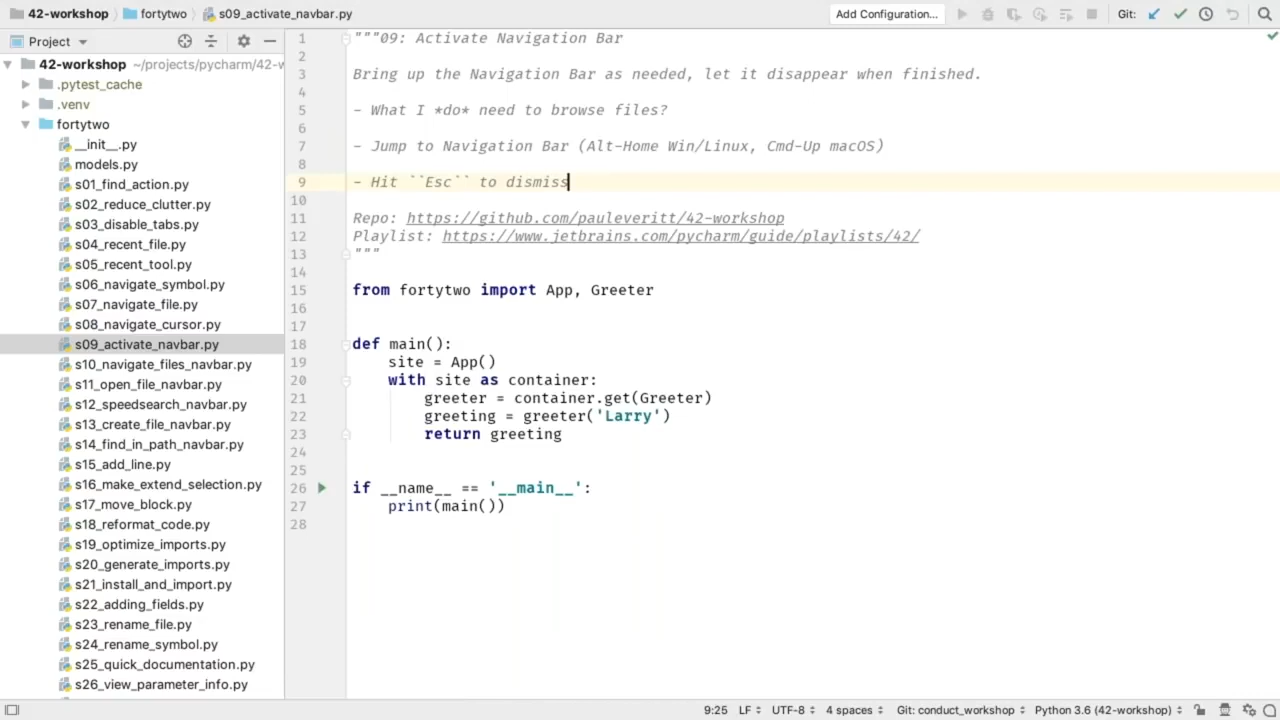 42-workshop fortytwo s09_activate_navbar.py Add Configuration... Git:
Project
42-workshop ~/projects/pycharm/42-w
.pytest_cache
.venv
fortytwo
__init__.py
models.py
s01_find_action.py
s02_reduce_clutter.py
s03_disable_tabs.py
s04_recent_file.py
s05_recent_tool.py
s06_navigate_symbol.py
s07_navigate_file.py
s08_navigate_cursor.py
s09_activate_navbar.py
s10_navigate_files_navbar.py
s11_open_file_navbar.py
s12_speedsearch_navbar.py
s13_create_file_navbar.py
s14_find_in_path_navbar.py
s15_add_line.py
s16_make_extend_selection.py
s17_move_block.py
s18_reformat_code.py
s19_optimize_imports.py
s20_generate_imports.py
s21_install_and_import.py
s22_adding_fields.py
s23_rename_file.py
s24_rename_symbol.py
s25_quick_documentation.py
s26_view_parameter_info.py
1 """09: Activate Navigation Bar
2
3 Bring up the Navigation Bar as needed, let it disappear when finished.
4
5 - What I *do* need to browse files?
6
7 - Jump to Navigation Bar (Alt-Home Win/Linux, Cmd-Up macOS)
8
9 - Hit ``Esc`` to dismiss
10
11 Repo: https://github.com/pauleveritt/42-workshop
12 Playlist: https://www.jetbrains.com/pycharm/guide/playlists/42/
13 """
14
15 from fortytwo import App, Greeter
16
17
18 def main():
19 site = App()
20 with site as container:
21 greeter = container.get(Greeter)
22 greeting = greeter('Larry')
23 return greeting
24
25
26 if __name__ == '__main__':
27 print(main())
28
9:25 LF UTF-8 4 spaces Git: conduct_workshop Python 3.6 (42-workshop)